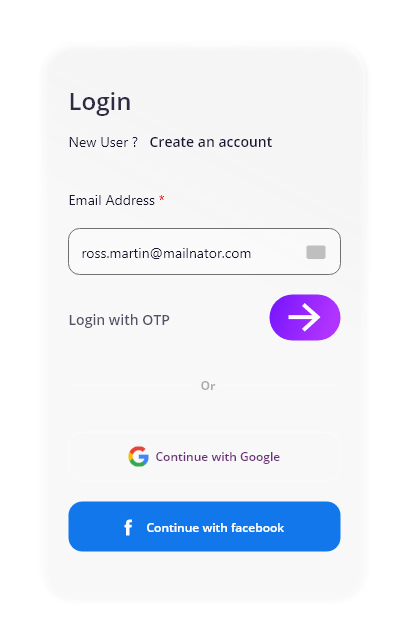 Login
New User ? Create an account
Email Address *
ross.martin@mailnator.com
Login with OTP
Or
Continue with Google
f Continue with facebook